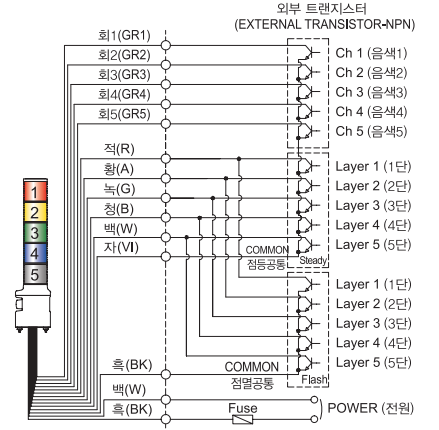 외부 트랜지스터
(EXTERNAL TRANSISTOR-NPN)
회1(GR1)
회2(GR2)
회3(GR3)
회4(GR4)
회5(GR5)
Ch 1 (음색1)
Ch 2 (음색2)
Ch 3 (음색3)
Ch 4 (음색4)
Ch 5 (음색5)
적(R)
황(A)
녹(G)
청(B)
백(W)
자(VI)
Layer 1 (1단)
Layer 2 (2단)
Layer 3 (3단)
Layer 4 (4단)
Layer 5 (5단)
COMMON
점등공통
Steady
1
2
3
4
5
Layer 1 (1단)
Layer 2 (2단)
Layer 3 (3단)
Layer 4 (4단)
Layer 5 (5단)
흑(BK)
COMMON
점멸공통
Flash
백(W)
흑(BK)
Fuse
POWER (전원)